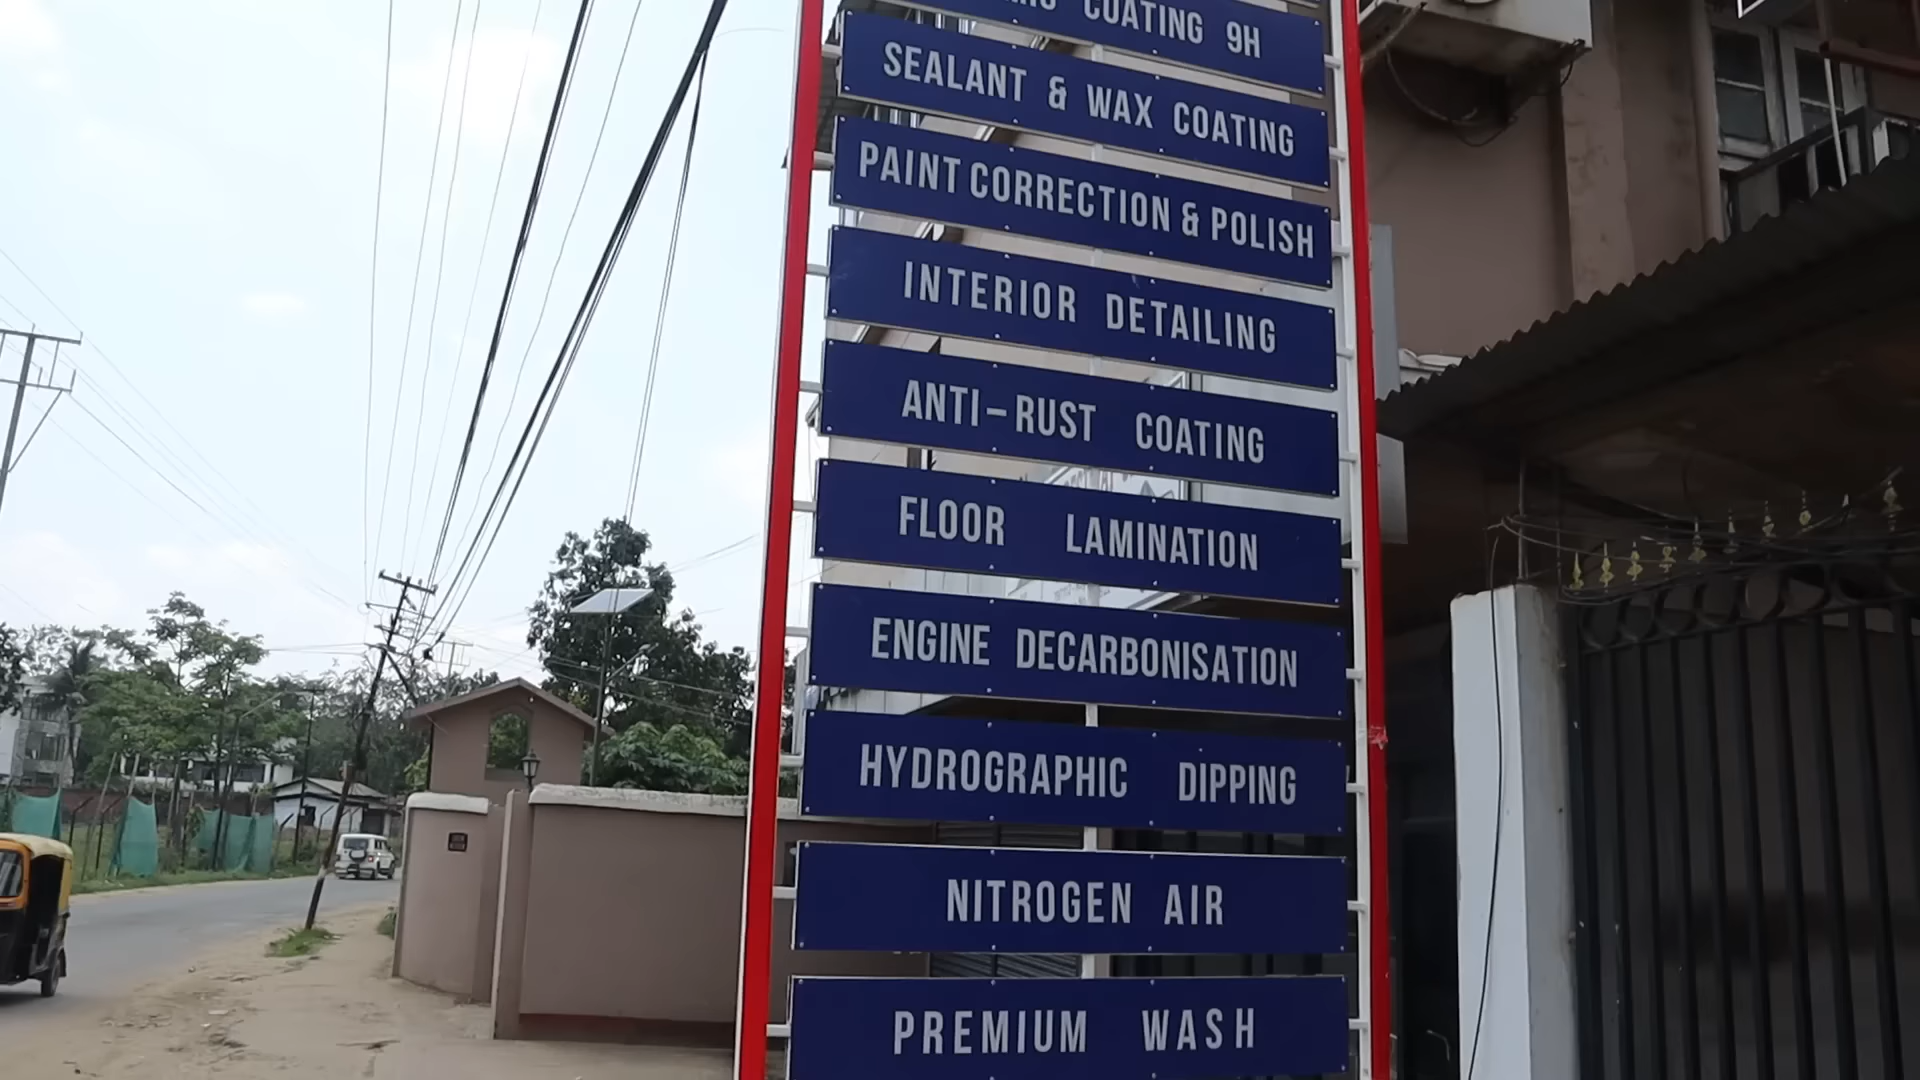 COATING 9H
SEALANT & WAX COATING
PAINT CORRECTION & POLISH
INTERIOR DETAILING
ANTI-RUST COATING
FLOOR LAMINATION
ENGINE DECARBONISATION
HYDROGRAPHIC DIPPING
NITROGEN AIR
PREMIUM WASH